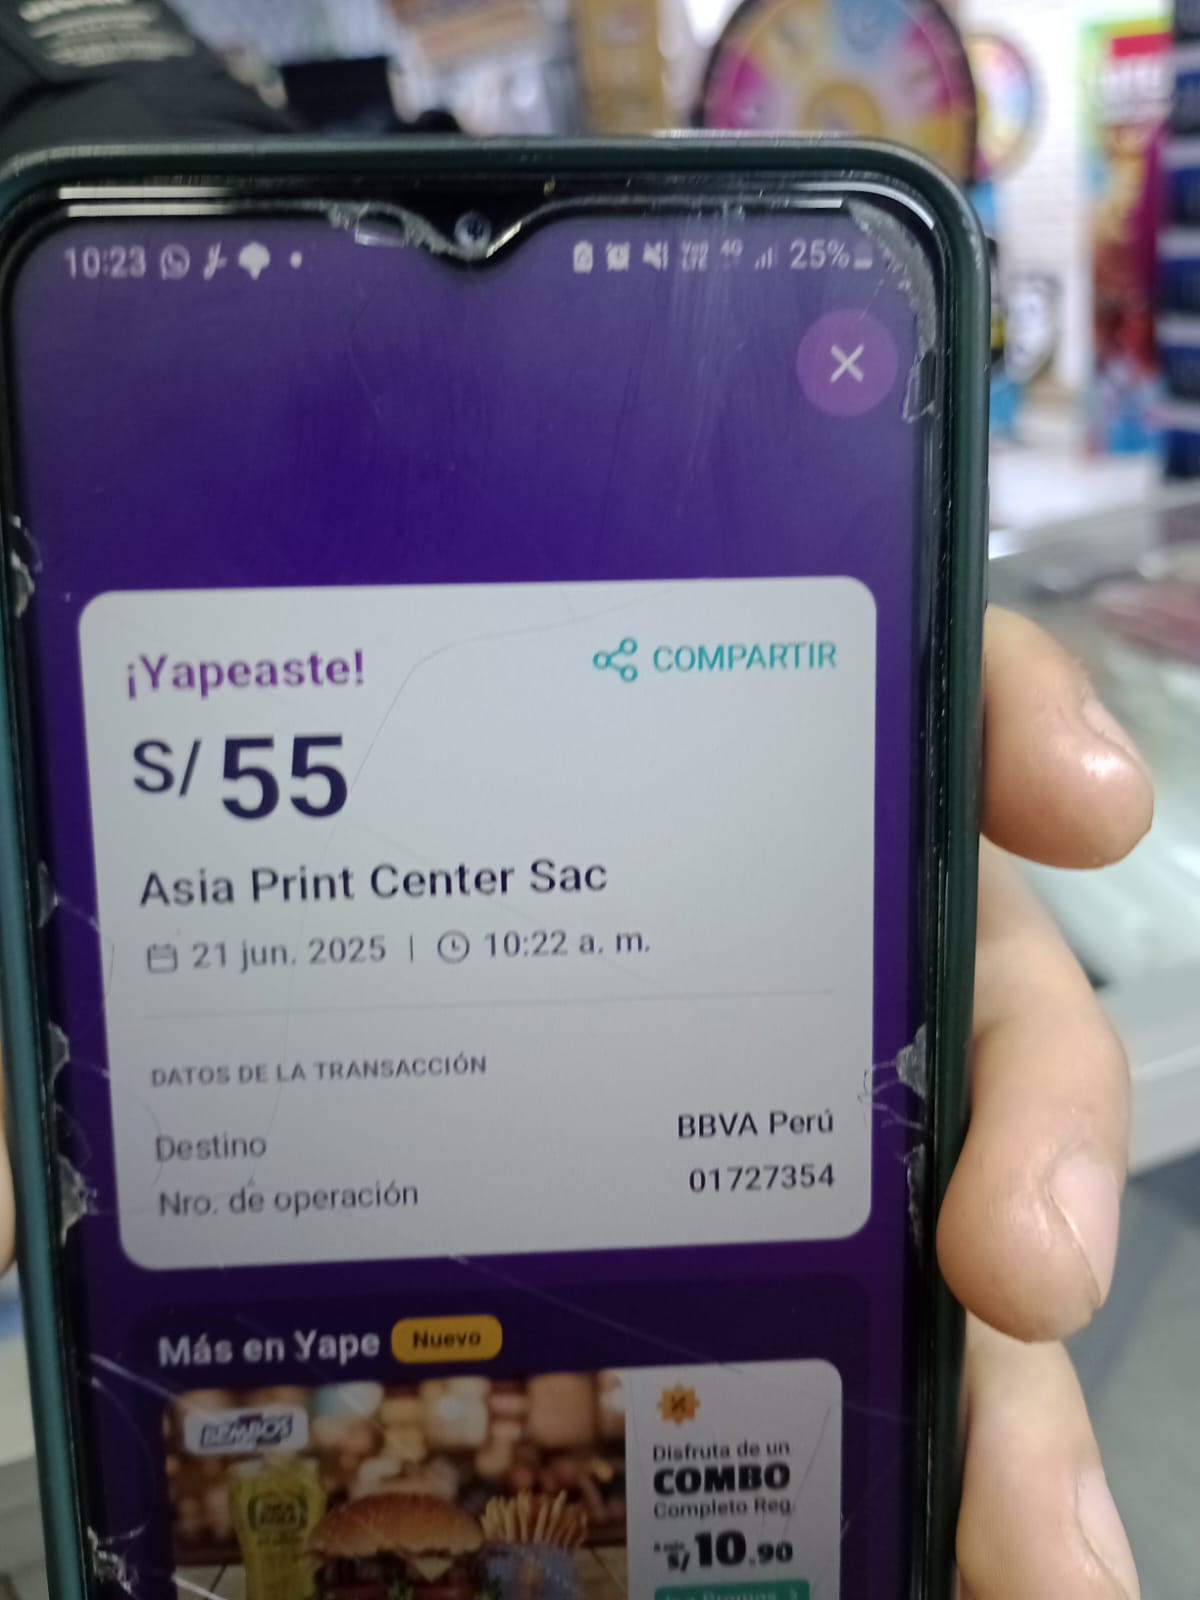 10:23
4G 25%
¡Yapeaste!
COMPARTIR
S/ 55
Asia Print Center Sac
21 jun. 2025 | 10:22 a. m.
DATOS DE LA TRANSACCIÓN
Destino BBVA Perú
Nro. de operación 01727354
Más en Yape Nuevo
BEMBOS
Disfruta de un
COMBO
Completo Reg.
S/ 10.90